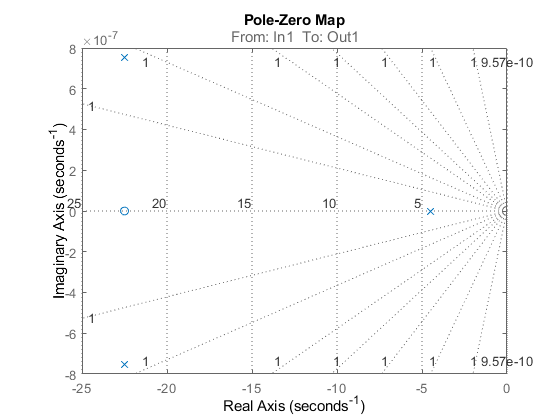 Pole-Zero Map
From: In1 To: Out1
×10^-7
8
1 1 1 1 1 1 9.57e-10
6
1
4
2
25 20 15 10 5
0
-2
-4
1
-6
1 1 1 1 1 1 9.57e-10
-8
-25 -20 -15 -10 -5 0
Real Axis (seconds^-1)
Imaginary Axis (seconds^-1)